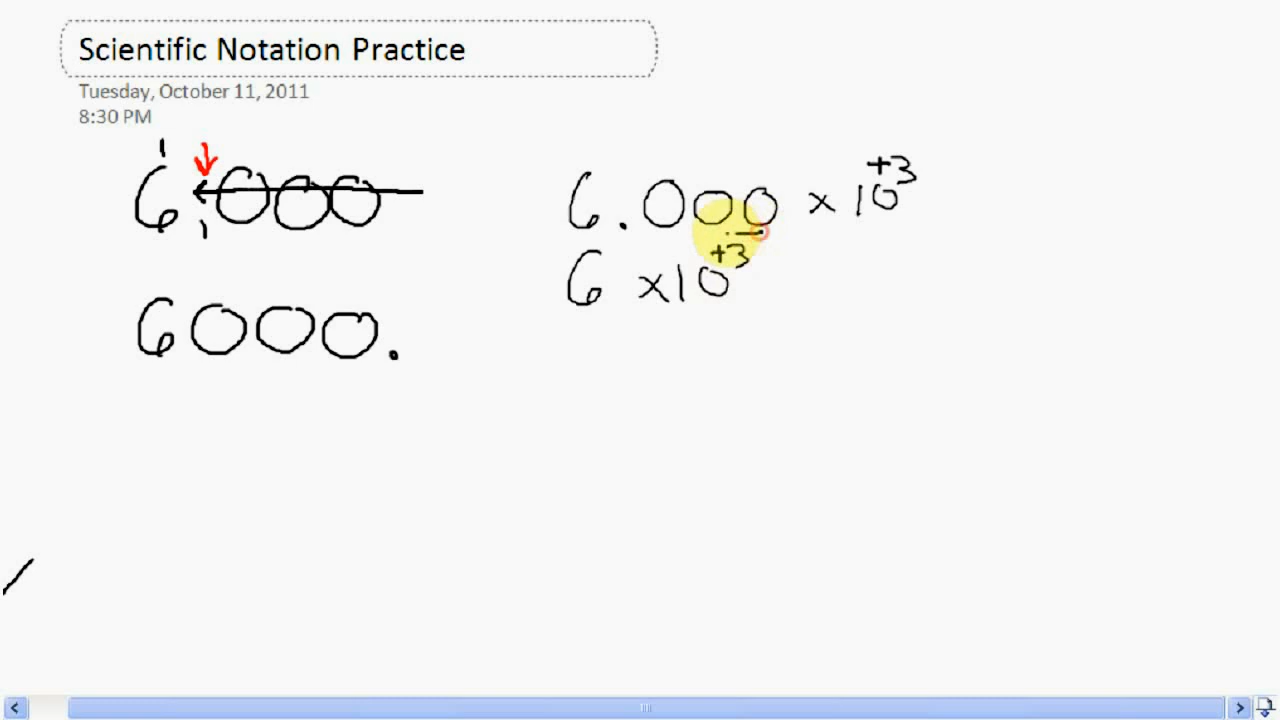 Scientific Notation Practice
Tuesday, October 11, 2011
8:30 PM
6,000
6.000 x 10+3
6 x10+3
6000.